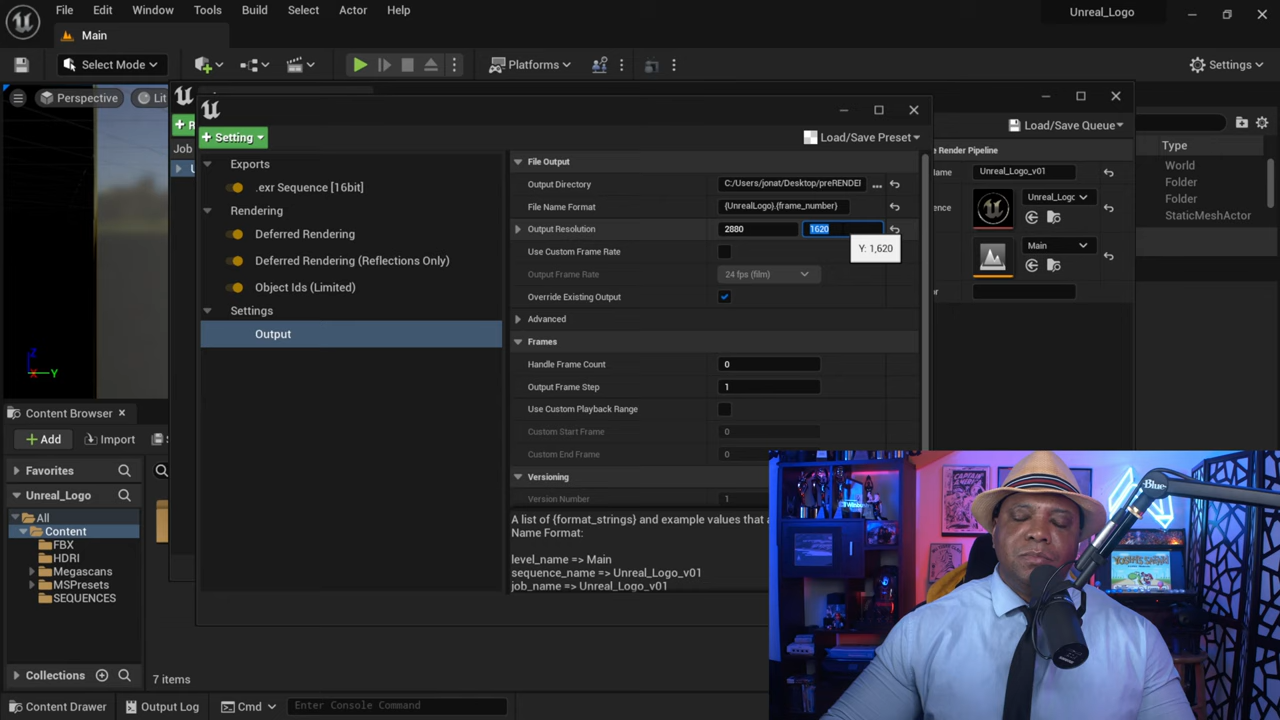 File Edit Window Tools Build Select Actor Help
Unreal_Logo
Main
Select Mode
Platforms
Settings
Perspective
Lit
Load/Save Queue
Setting
Load/Save Preset
Job
Exports
.exr Sequence [16bit]
Rendering
Deferred Rendering
Deferred Rendering (Reflections Only)
Object Ids (Limited)
Settings
Output
File Output
Output Directory
C:/Users/jonat/Desktop/preRENDE
File Name Format
{UnrealLogo}.{frame_number}
Output Resolution
2880
1620
Y: 1,620
Use Custom Frame Rate
Output Frame Rate
24 fps (film)
Override Existing Output
Advanced
Frames
Handle Frame Count
0
Output Frame Step
1
Use Custom Playback Range
Custom Start Frame
0
Custom End Frame
0
Versioning
Version Number
1
A list of {format_strings} and example values that
Name Format:
level_name => Main
sequence_name => Unreal_Logo_v01
job_name => Unreal_Logo_v01
Render Pipeline
Unreal_Logo_v01
Unreal_Logo
Main
Type
World
Folder
Folder
StaticMeshActor
Content Browser
Add
Import
Favorites
Unreal_Logo
All
Content
FBX
HDRI
Megascans
MSPresets
SEQUENCES
Collections
7 items
Content Drawer
Output Log
Cmd
Enter Console Command
CAPTAIN AMERICA
Blue